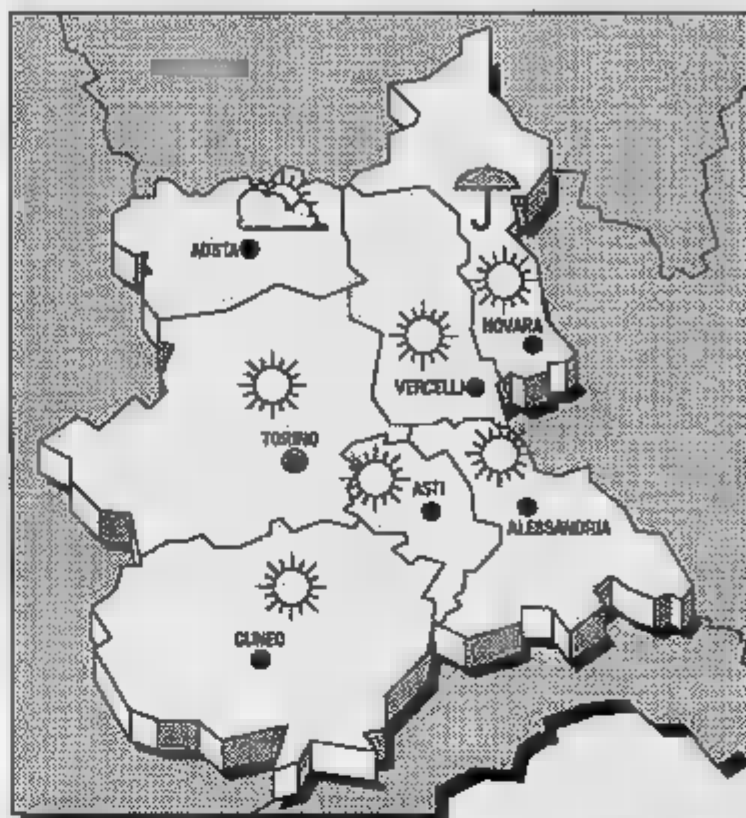 AOSTA
NOVARA
VERCELLI
TORINO
ASTI
ALESSANDRIA
CUNEO